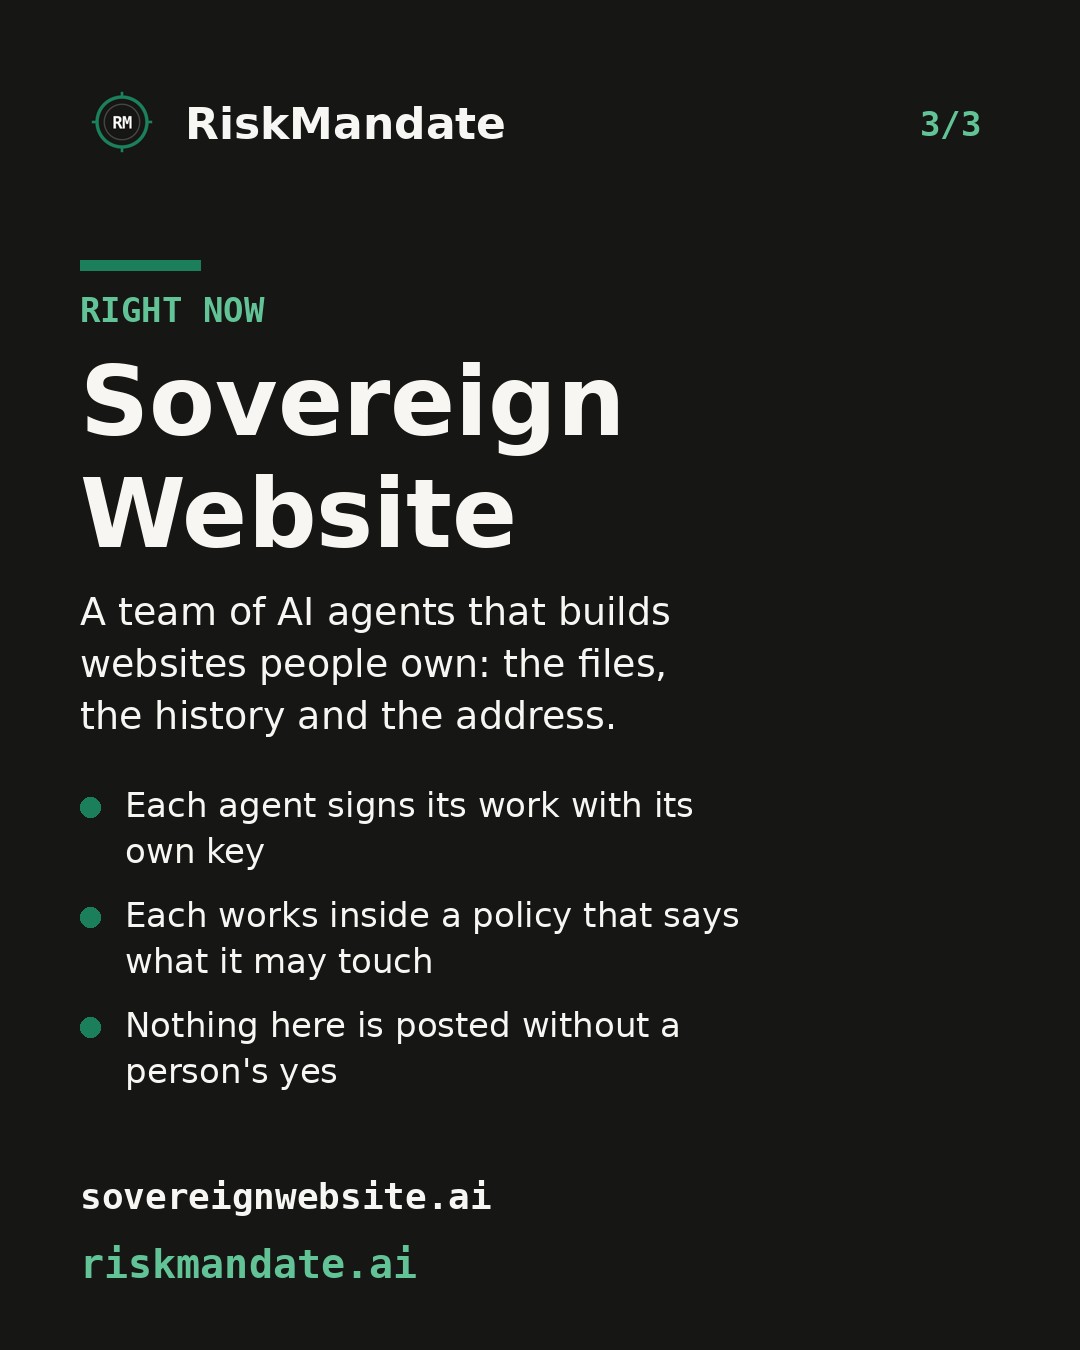 RM
RiskMandate
3/3
RIGHT NOW
Sovereign
Website
A team of AI agents that builds
websites people own: the files,
the history and the address.
Each agent signs its work with its
own key
Each works inside a policy that says
what it may touch
Nothing here is posted without a
person's yes
sovereignwebsite.ai
riskmandate.ai